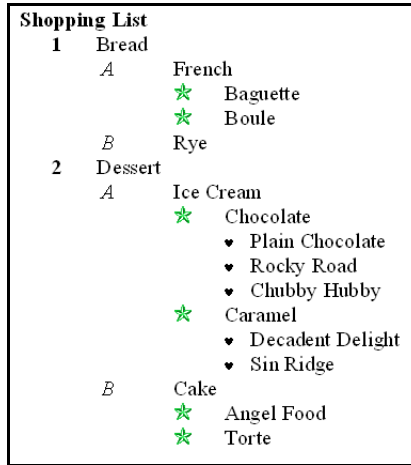 Shopping List
1 Bread
A French
Baguette
Boule
B Rye
2 Dessert
A Ice Cream
Chocolate
Plain Chocolate
Rocky Road
Chubby Hubby
Caramel
Decadent Delight
Sin Ridge
B Cake
Angel Food
Torte